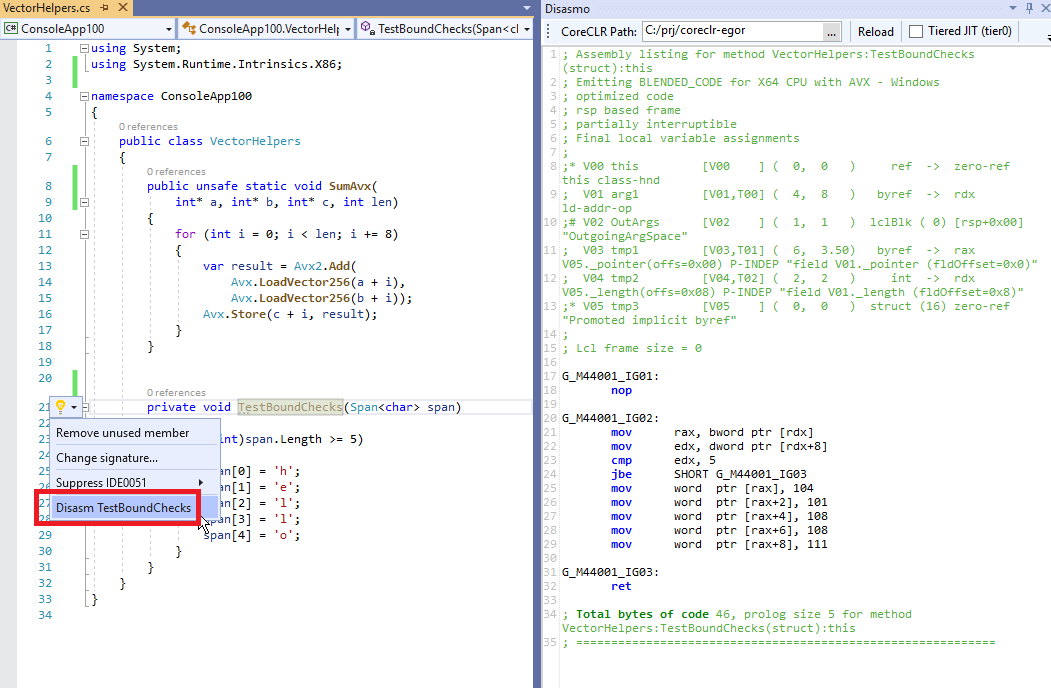 VectorHelpers.cs
C# ConsoleApp100
ConsoleApp100.VectorHelp
TestBoundChecks(Span<cl
1 using System;
2 using System.Runtime.Intrinsics.X86;
3
4 namespace ConsoleApp100
5 {
0 references
6 public class VectorHelpers
7 {
0 references
8 public unsafe static void SumAvx(
9 int* a, int* b, int* c, int len)
10 {
11 for (int i = 0; i < len; i += 8)
12 {
13 var result = Avx2.Add(
14 Avx.LoadVector256(a + i),
15 Avx.LoadVector256(b + i));
16 Avx.Store(c + i, result);
17 }
18 }
19
20
0 references
21 private void TestBoundChecks(Span<char> span)
22
Remove unused member
23 int)span.Length >= 5)
24
Change signature...
25 an[0] = 'h';
Suppress IDE0051
26 an[1] = 'e';
27 an[2] = 'l';
Disasm TestBoundChecks
28 pan[3] = 'l';
29 span[4] = 'o';
30 }
31 }
32 }
33 }
34
Disasmo
CoreCLR Path: C:/prj/coreclr-egor ... Reload Tiered JIT (tier0)
1 ; Assembly listing for method VectorHelpers:TestBoundChecks
(struct):this
2 ; Emitting BLENDED_CODE for X64 CPU with AVX - Windows
3 ; optimized code
4 ; rsp based frame
5 ; partially interruptible
6 ; Final local variable assignments
7 ;
8 ;* V00 this [V00 ] ( 0, 0 ) ref -> zero-ref
this class-hnd
9 ; V01 arg1 [V01,T00] ( 4, 8 ) byref -> rdx
ld-addr-op
10 ;# V02 OutArgs [V02 ] ( 1, 1 ) lclBlk ( 0) [rsp+0x00]
"OutgoingArgSpace"
11 ; V03 tmp1 [V03,T01] ( 6, 3.50) byref -> rax
V05._pointer(offs=0x00) P-INDEP "field V01._pointer (fldOffset=0x0)"
12 ; V04 tmp2 [V04,T02] ( 2, 2 ) int -> rdx
V05._length(offs=0x08) P-INDEP "field V01._length (fldOffset=0x8)"
13 ;* V05 tmp3 [V05 ] ( 0, 0 ) struct (16) zero-ref
"Promoted implicit byref"
14 ;
15 ; Lcl frame size = 0
16
17 G_M44001_IG01:
18 nop
19
20 G_M44001_IG02:
21 mov rax, bword ptr [rdx]
22 mov edx, dword ptr [rdx+8]
23 cmp edx, 5
24 jbe SHORT G_M44001_IG03
25 mov word ptr [rax], 104
26 mov word ptr [rax+2], 101
27 mov word ptr [rax+4], 108
28 mov word ptr [rax+6], 108
29 mov word ptr [rax+8], 111
30
31 G_M44001_IG03:
32 ret
33
34 ; Total bytes of code 46, prolog size 5 for method
VectorHelpers:TestBoundChecks(struct):this
35 ; ============================================================